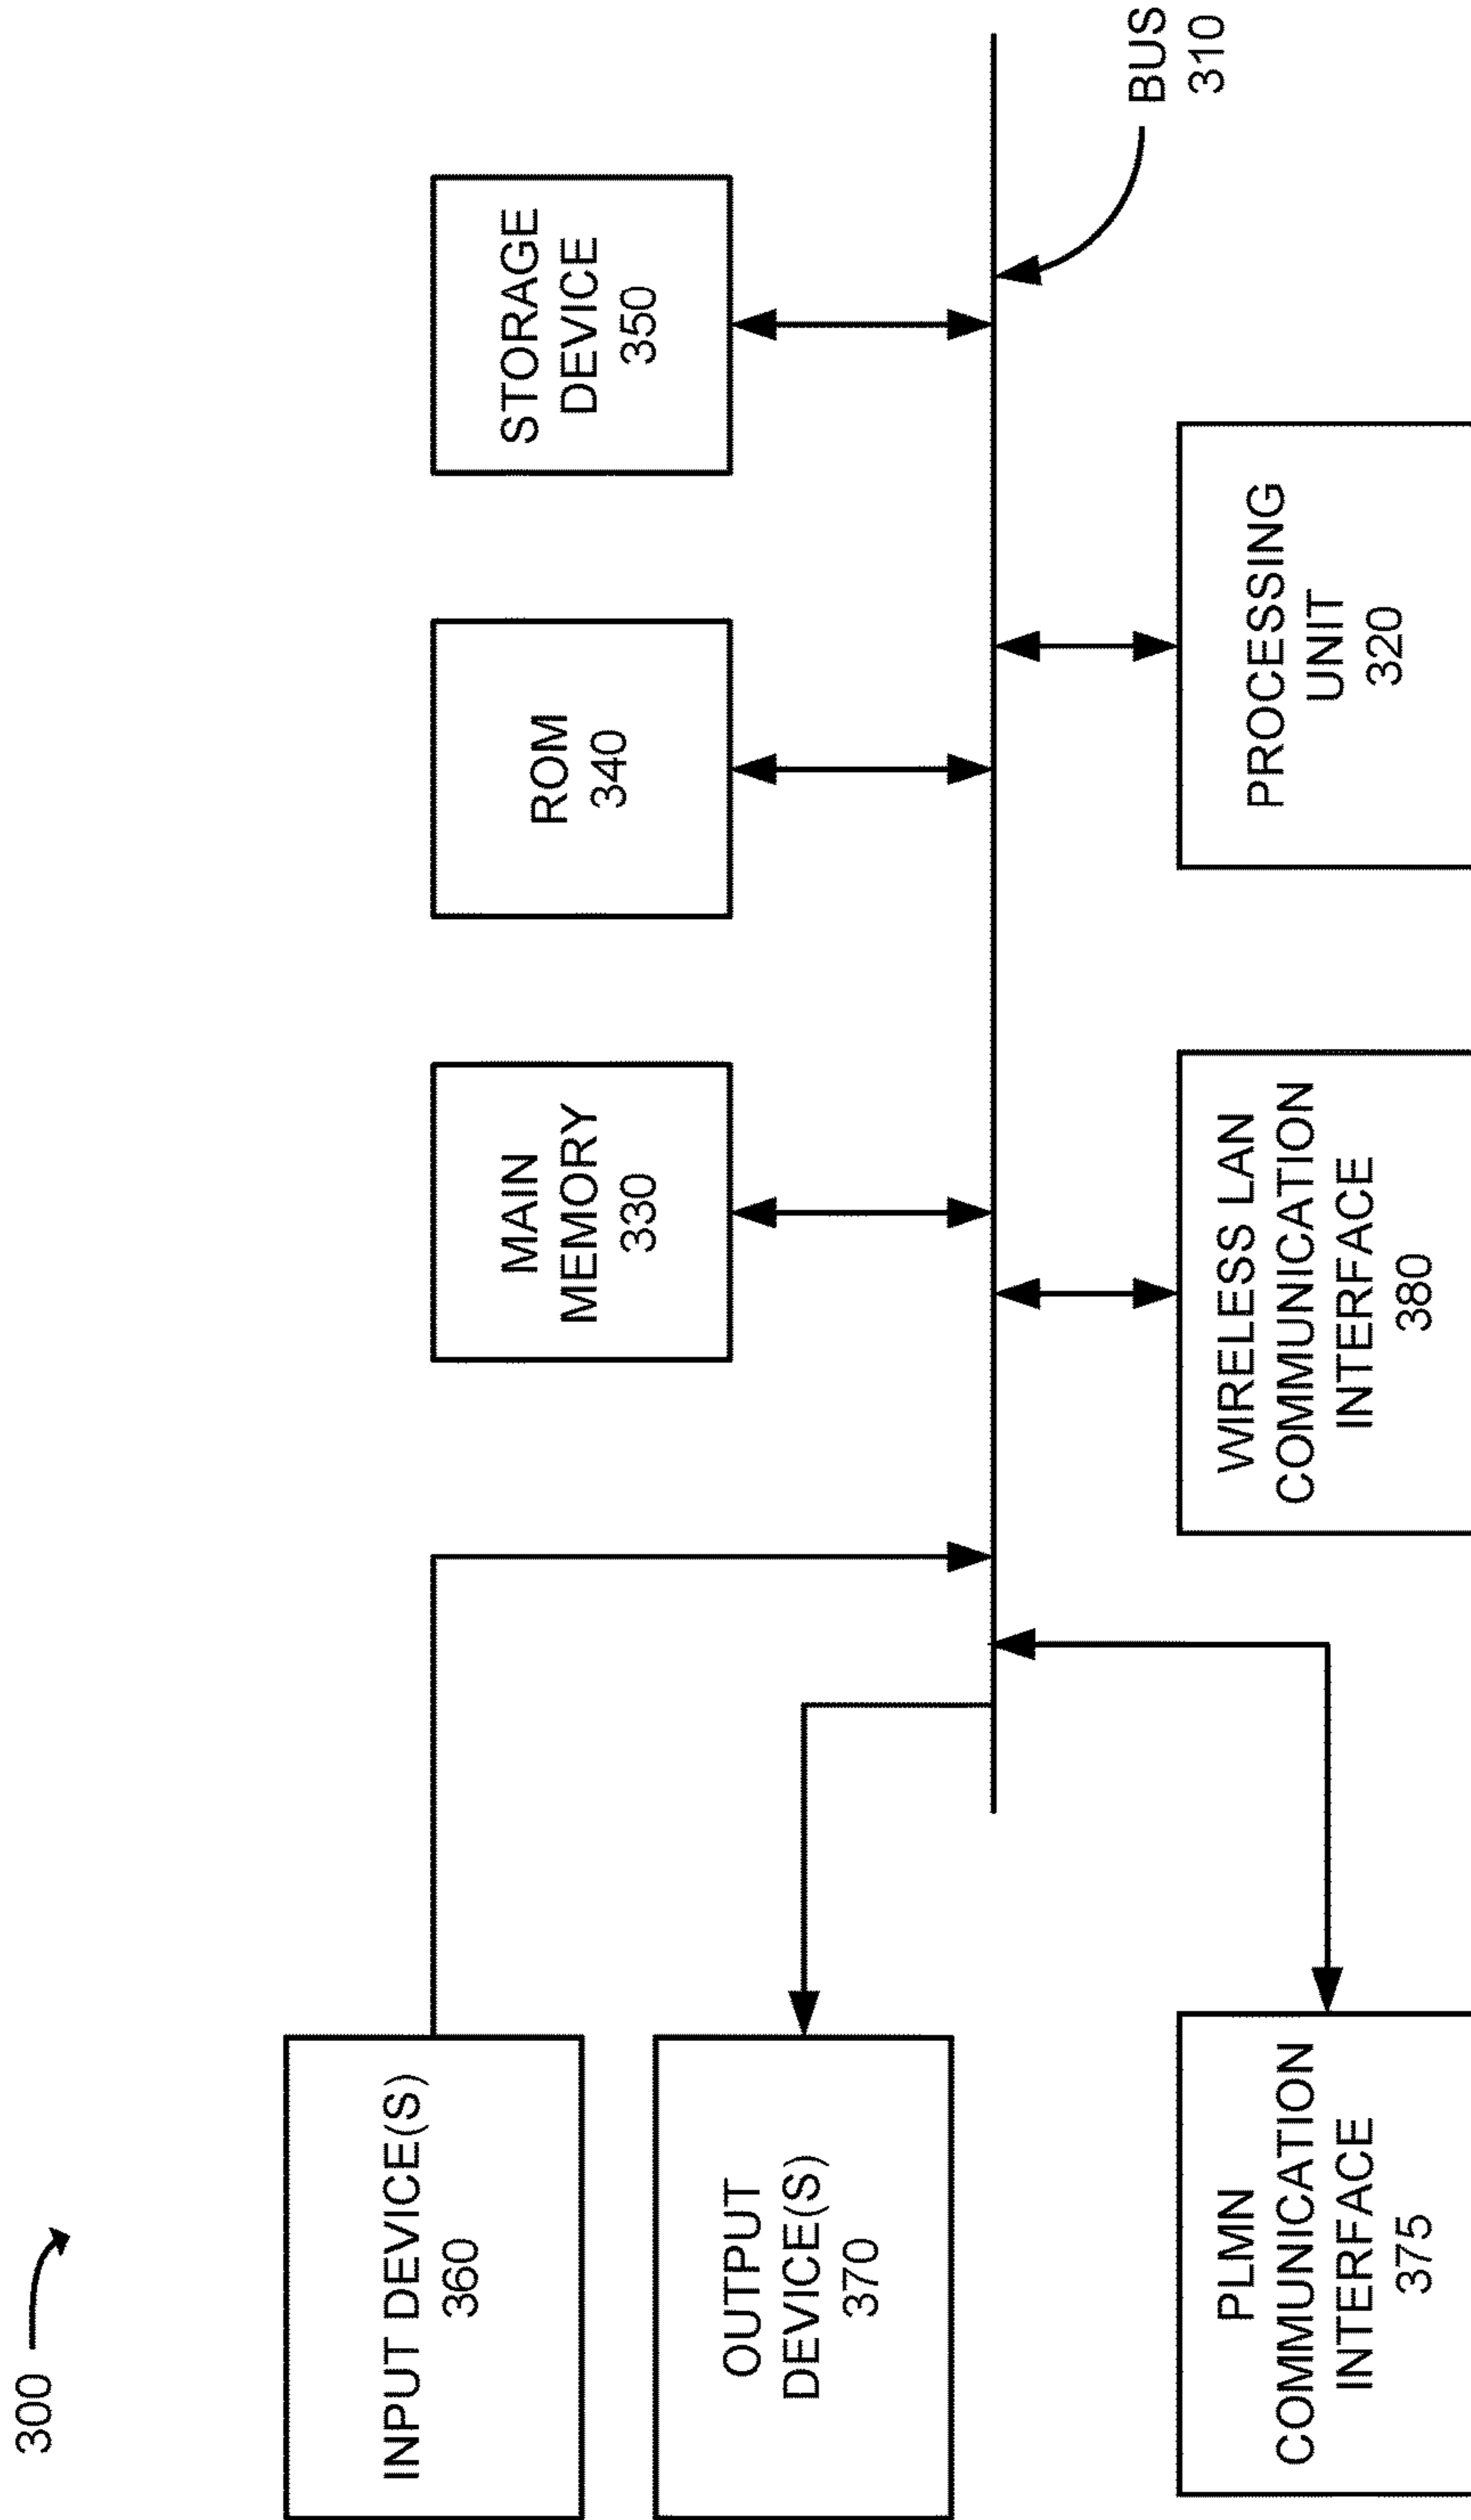 300
INPUT DEVICE(S)
360
MAIN
MEMORY
330
ROM
340
STORAGE
DEVICE
350
OUTPUT
DEVICE(S)
370
BUS
310
PLMN
COMMUNICATION
INTERFACE
375
WIRELESS LAN
COMMUNICATION
INTERFACE
380
PROCESSING
UNIT
320